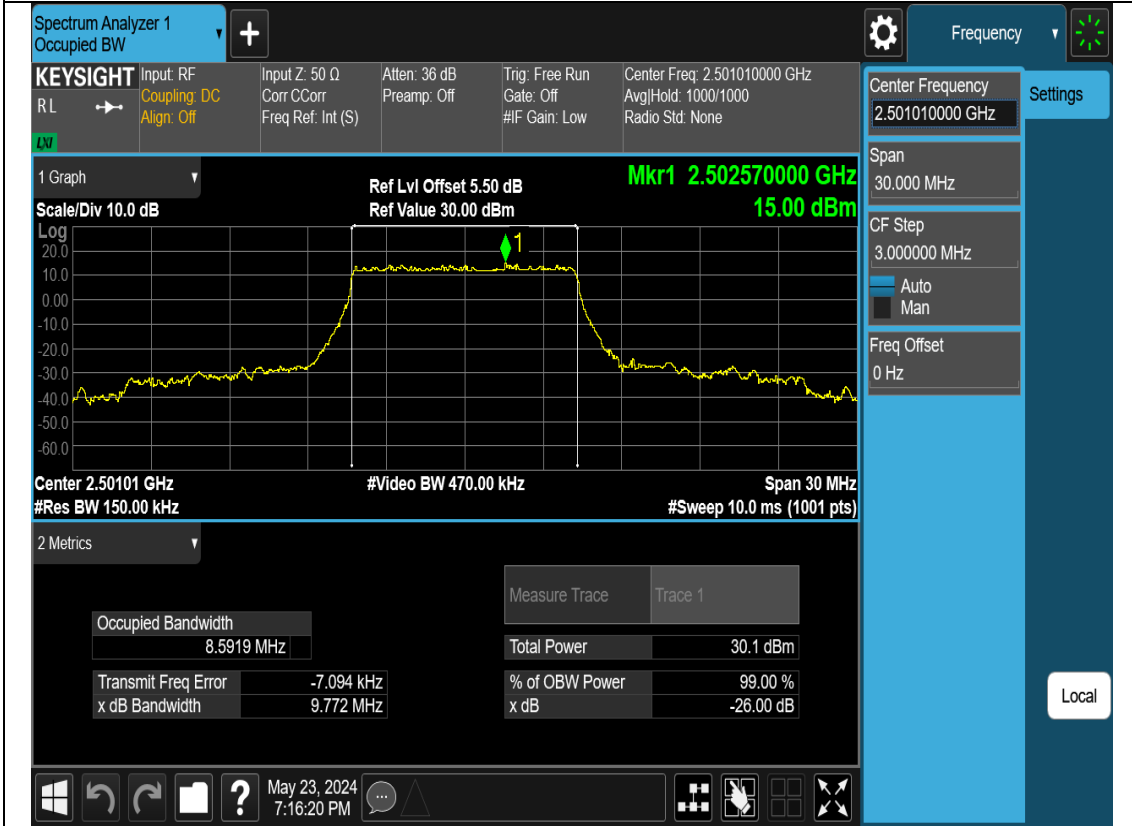 Spectrum Analyzer 1
Occupied BW
+
Frequency
KEYSIGHT
R L
LXI
Input: RF
Coupling: DC
Align: Off
Input Z: 50 Ω
Corr CCorr
Freq Ref: Int (S)
Atten: 36 dB
Preamp: Off
Trig: Free Run
Gate: Off
#IF Gain: Low
Center Freq: 2.501010000 GHz
Avg|Hold: 1000/1000
Radio Std: None
Center Frequency
2.501010000 GHz
Settings
Span
30.000 MHz
CF Step
3.000000 MHz
Auto
Man
Freq Offset
0 Hz
Local
1 Graph
Scale/Div 10.0 dB
Ref Lvl Offset 5.50 dB
Ref Value 30.00 dBm
Mkr1 2.502570000 GHz
15.00 dBm
Log
20.0
10.0
0.00
-10.0
-20.0
-30.0
-40.0
-50.0
-60.0
1
Center 2.50101 GHz
#Video BW 470.00 kHz
Span 30 MHz
#Res BW 150.00 kHz
#Sweep 10.0 ms (1001 pts)
2 Metrics
Measure Trace
Trace 1
Occupied Bandwidth
8.5919 MHz
Total Power
30.1 dBm
Transmit Freq Error
-7.094 kHz
% of OBW Power
99.00 %
x dB Bandwidth
9.772 MHz
x dB
-26.00 dB
?
May 23, 2024
7:16:20 PM